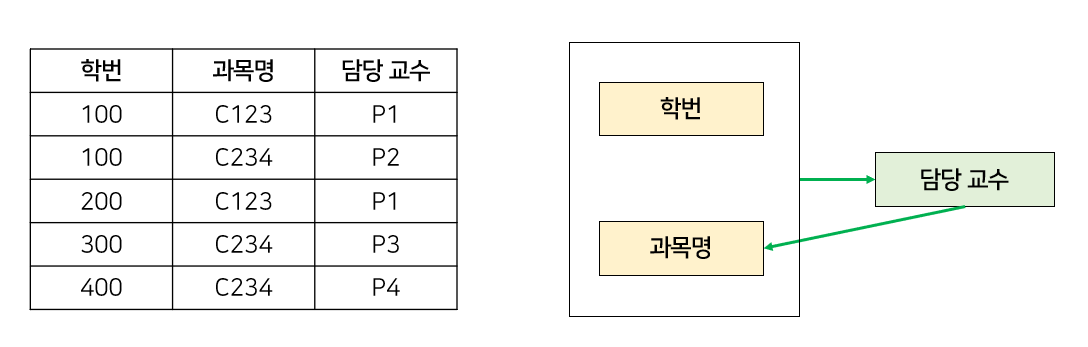 학번 과목명 담당 교수
100 C123 P1
100 C234 P2
200 C123 P1
300 C234 P3
400 C234 P4
학번
과목명
담당 교수